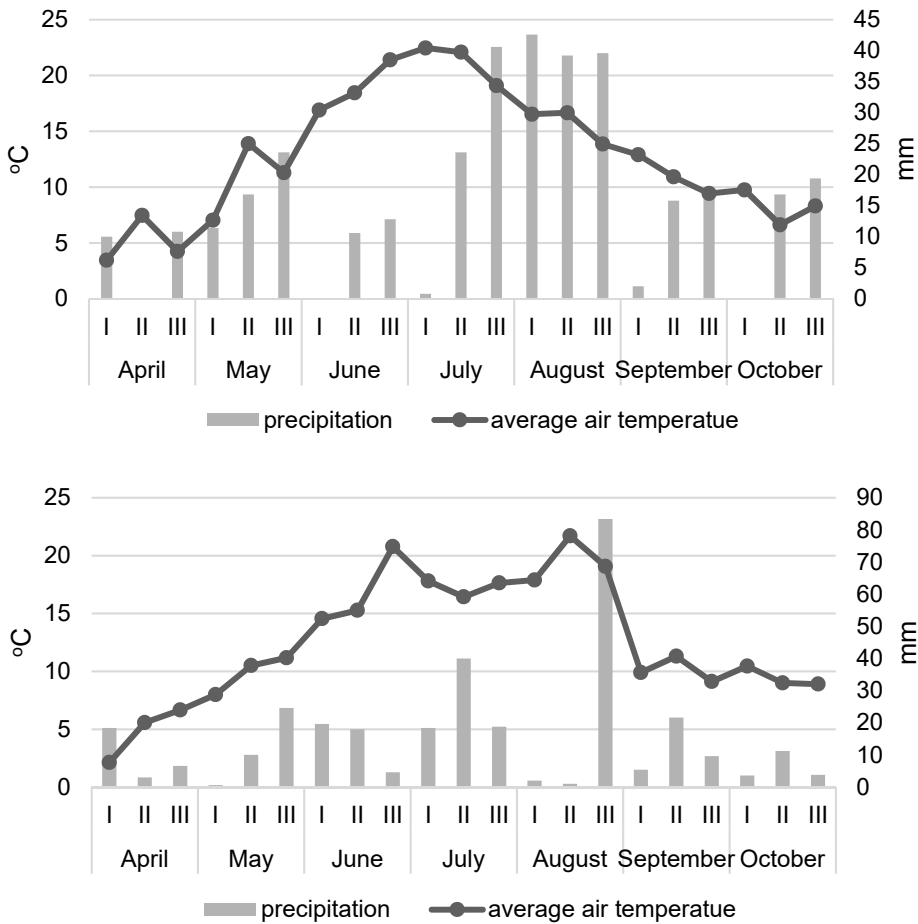 25 45
40
20 35
30
15 25
20
10 15
5 10
5
0 0
°C
mm
I II III I II III I II III I II III I II III I II III I II III
April May June July August September October
precipitation average air temperatue
25 90
80
20 70
60
15 50
40
10 30
5 20
10
0 0
°C
mm
I II III I II III I II III I II III I II III I II III I II III
April May June July August September October
precipitation average air temperatue